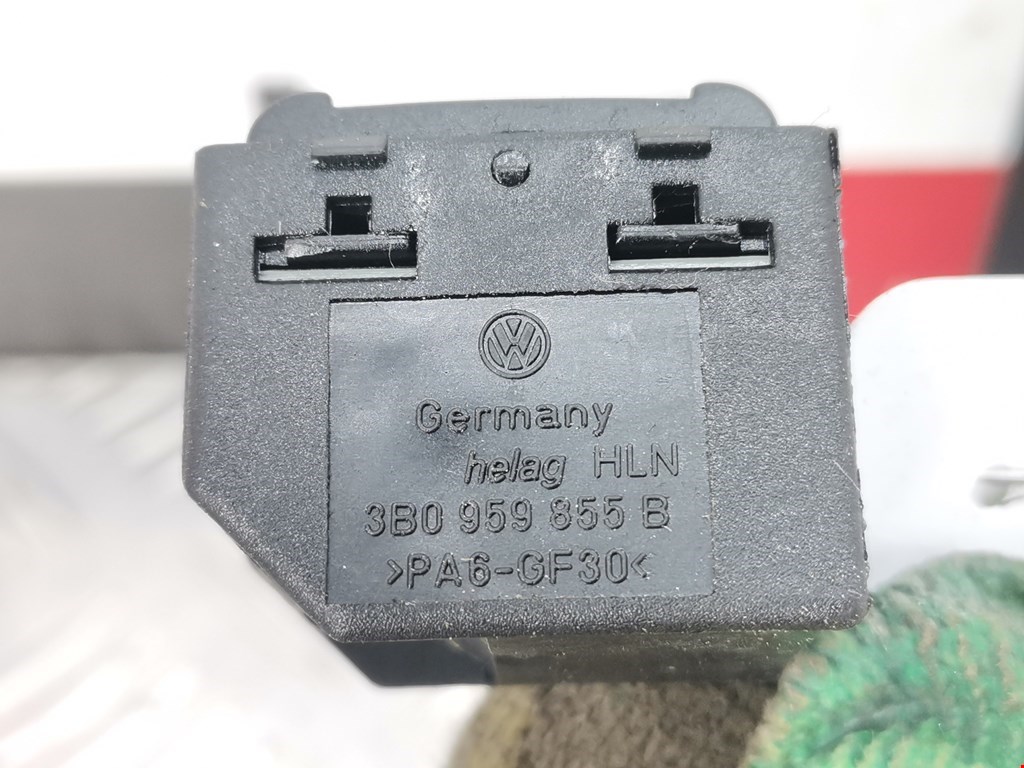 Germany
helag HLN
3B0 959 855 B
>PA6-GF30<